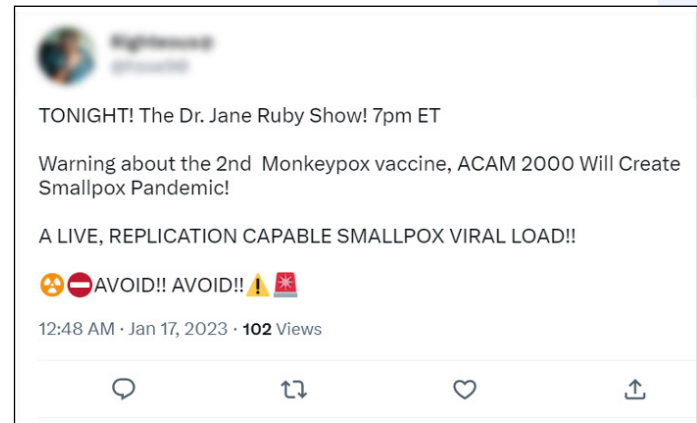 TONIGHT! The Dr. Jane Ruby Show! 7pm ET
Warning about the 2nd Monkeypox vaccine, ACAM 2000 Will Create
Smallpox Pandemic!
A LIVE, REPLICATION CAPABLE SMALLPOX VIRAL LOAD!!
☢️⛔AVOID!! AVOID!!⚠️🚨
12:48 AM · Jan 17, 2023 · 102 Views